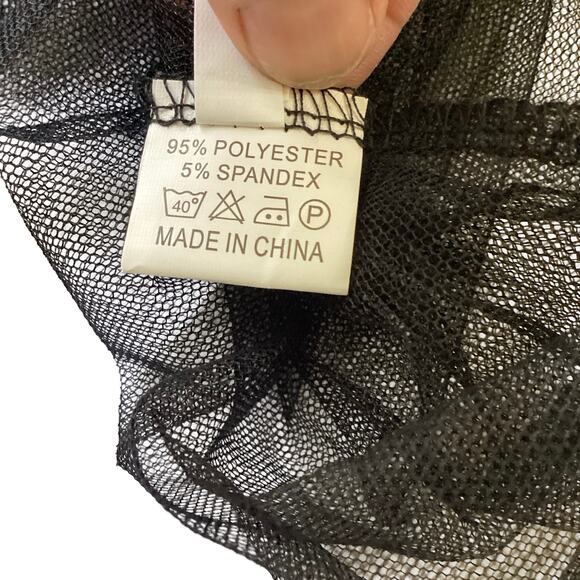 95% POLYESTER
5% SPANDEX
40° P
MADE IN CHINA